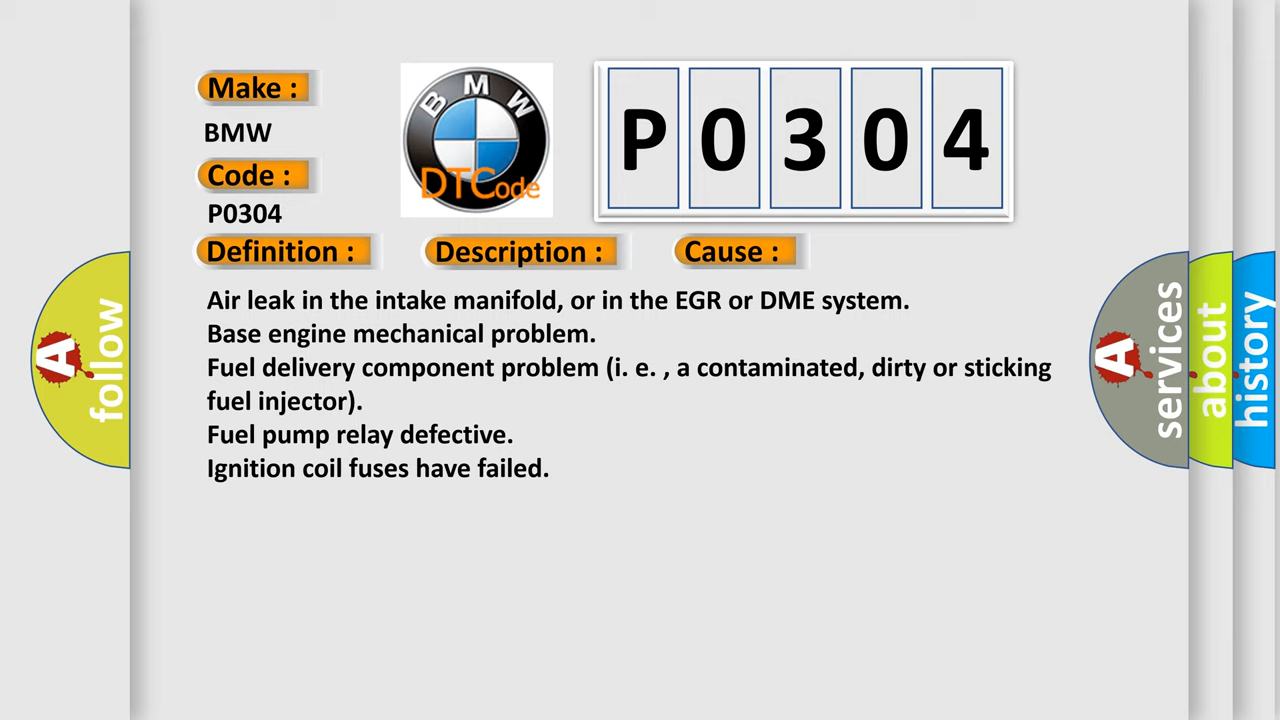 Make :
BMW
Code :
P0304
BMW
DTCode
P0304
Definition :
Description :
Cause :
Air leak in the intake manifold, or in the EGR or DME system.
Base engine mechanical problem.
Fuel delivery component problem (i. e. , a contaminated, dirty or sticking
fuel injector).
Fuel pump relay defective.
Ignition coil fuses have failed.
A
follow
A
services
about
history